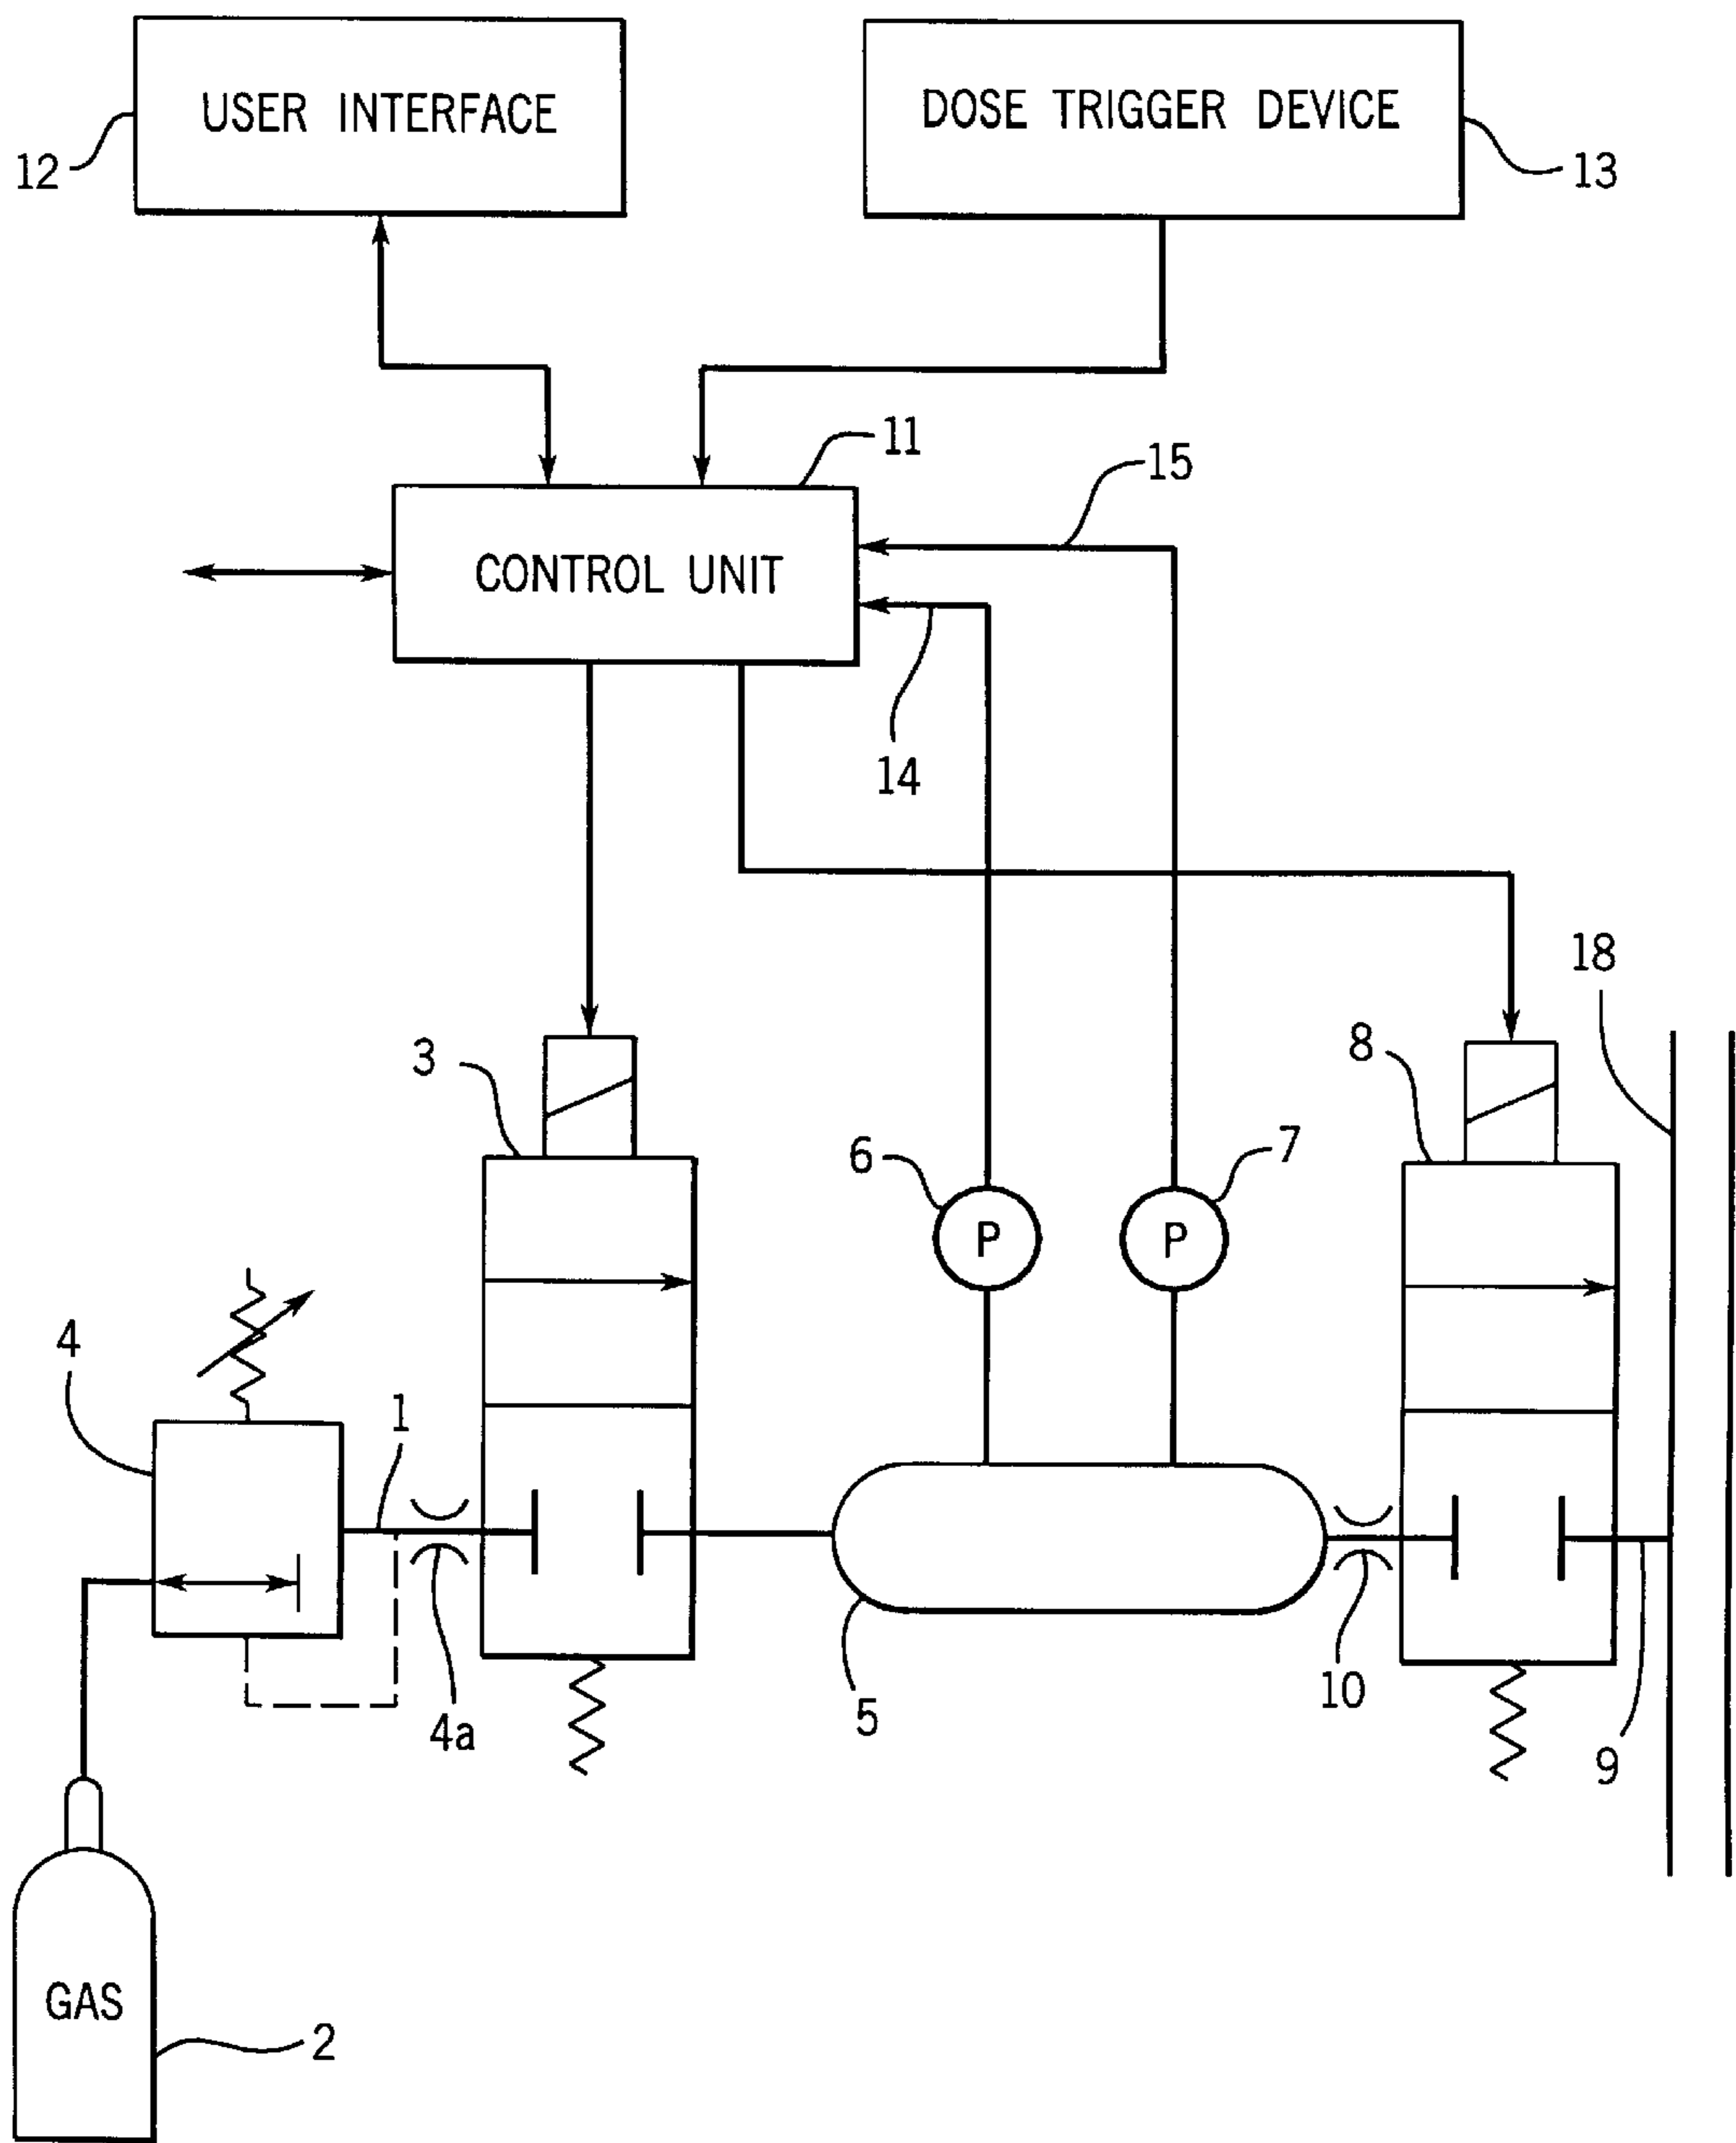 USER INTERFACE
DOSE TRIGGER DEVICE
12
13
11
15
CONTROL UNIT
14
18
3
8
6
7
P
P
4
1
10
5
4a
9
GAS
2